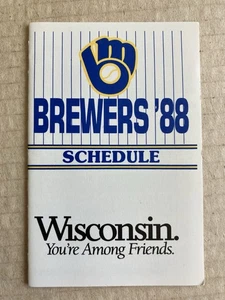 BREWERS '88
SCHEDULE
Wisconsin.
You're Among Friends.